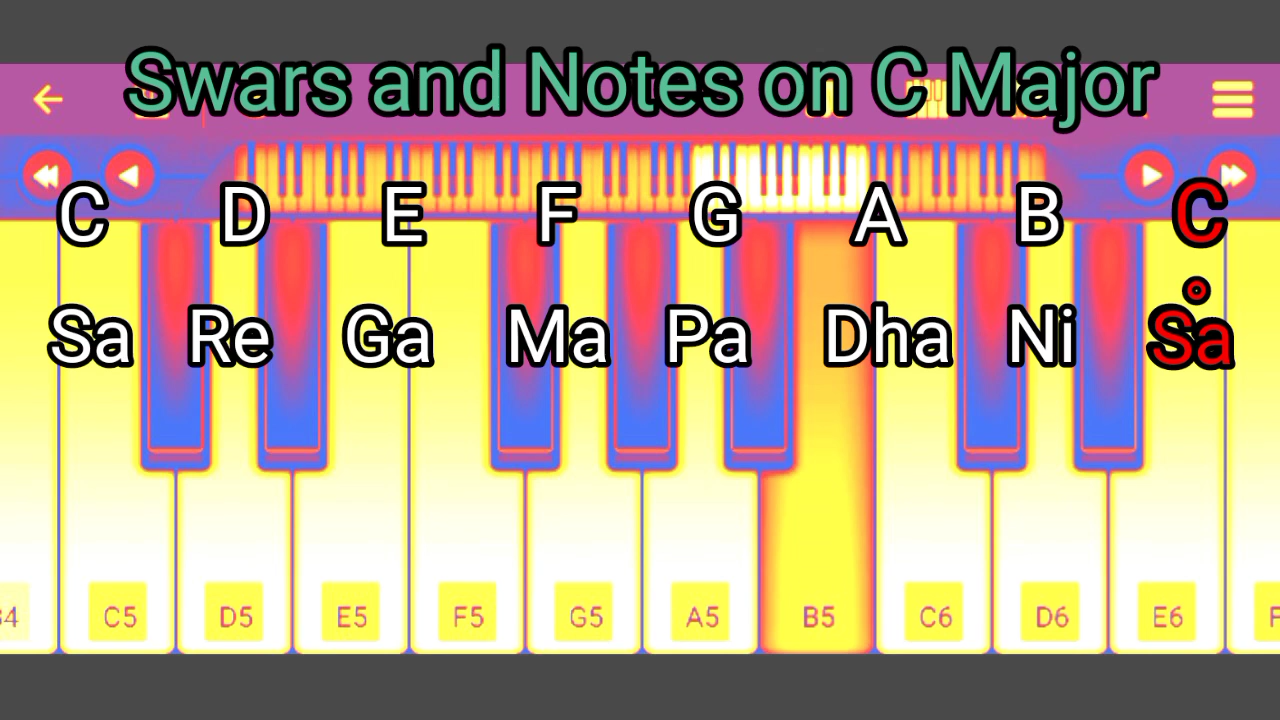 Swars and Notes on C Major
C D E F G A B C
Sa Re Ga Ma Pa Dha Ni Sa
C5 D5 E5 F5 G5 A5 B5 C6 D6 E6